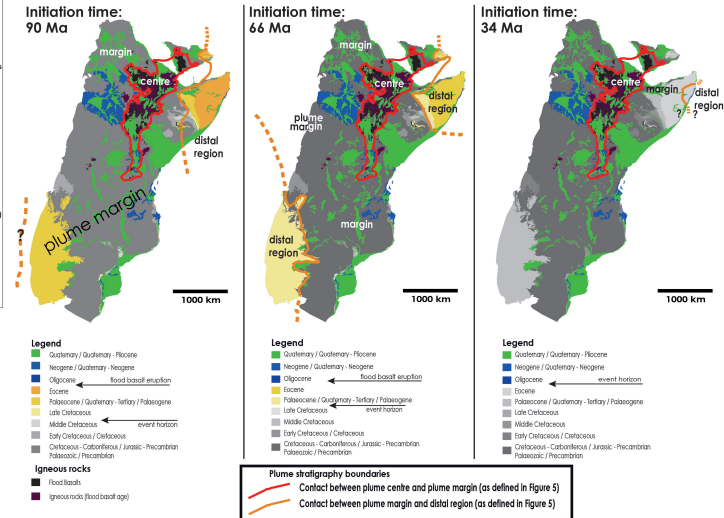 Initiation time:
90 Ma
margin
centre
distal
region
plume margin
?
1000 km
Legend
Quaternary / Quaternary - Pliocene
Neogene / Quaternary - Neogene
Oligocene
flood basalt eruption
Eocene
Palaeocene / Quaternary - Tertiary / Palaeogene
Late Cretaceous
Middle Cretaceous
event horizon
Early Cretaceous / Cretaceous
Cretaceous - Carboniferous / Jurassic - Precambrian
Palaeozoic / Precambrian
Igneous rocks
Flood Basalts
Igneous rocks (flood basalt age)
Initiation time:
66 Ma
margin
centre
distal
region
plume
margin
distal
region
margin
1000 km
Legend
Quaternary / Quaternary - Pliocene
Neogene / Quaternary - Neogene
Oligocene
flood basalt eruption
Eocene
Palaeocene / Quaternary - Tertiary / Palaeogene
Late Cretaceous
event horizon
Middle Cretaceous
Early Cretaceous / Cretaceous
Cretaceous - Carboniferous / Jurassic - Precambrian
Palaeozoic / Precambrian
Initiation time:
34 Ma
centre
margin
distal
region
? ?
1000 km
Legend
Quaternary / Quaternary - Pliocene
Neogene / Quaternary - Neogene
Oligocene
event horizon
Eocene
Palaeocene / Quaternary - Tertiary / Palaeogene
Late Cretaceous
Middle Cretaceous
Early Cretaceous / Cretaceous
Cretaceous - Carboniferous / Jurassic - Precambrian
Palaeozoic / Precambrian
Plume stratigraphy boundaries
Contact between plume centre and plume margin (as defined in Figure 5)
Contact between plume margin and distal region (as defined in Figure 5)